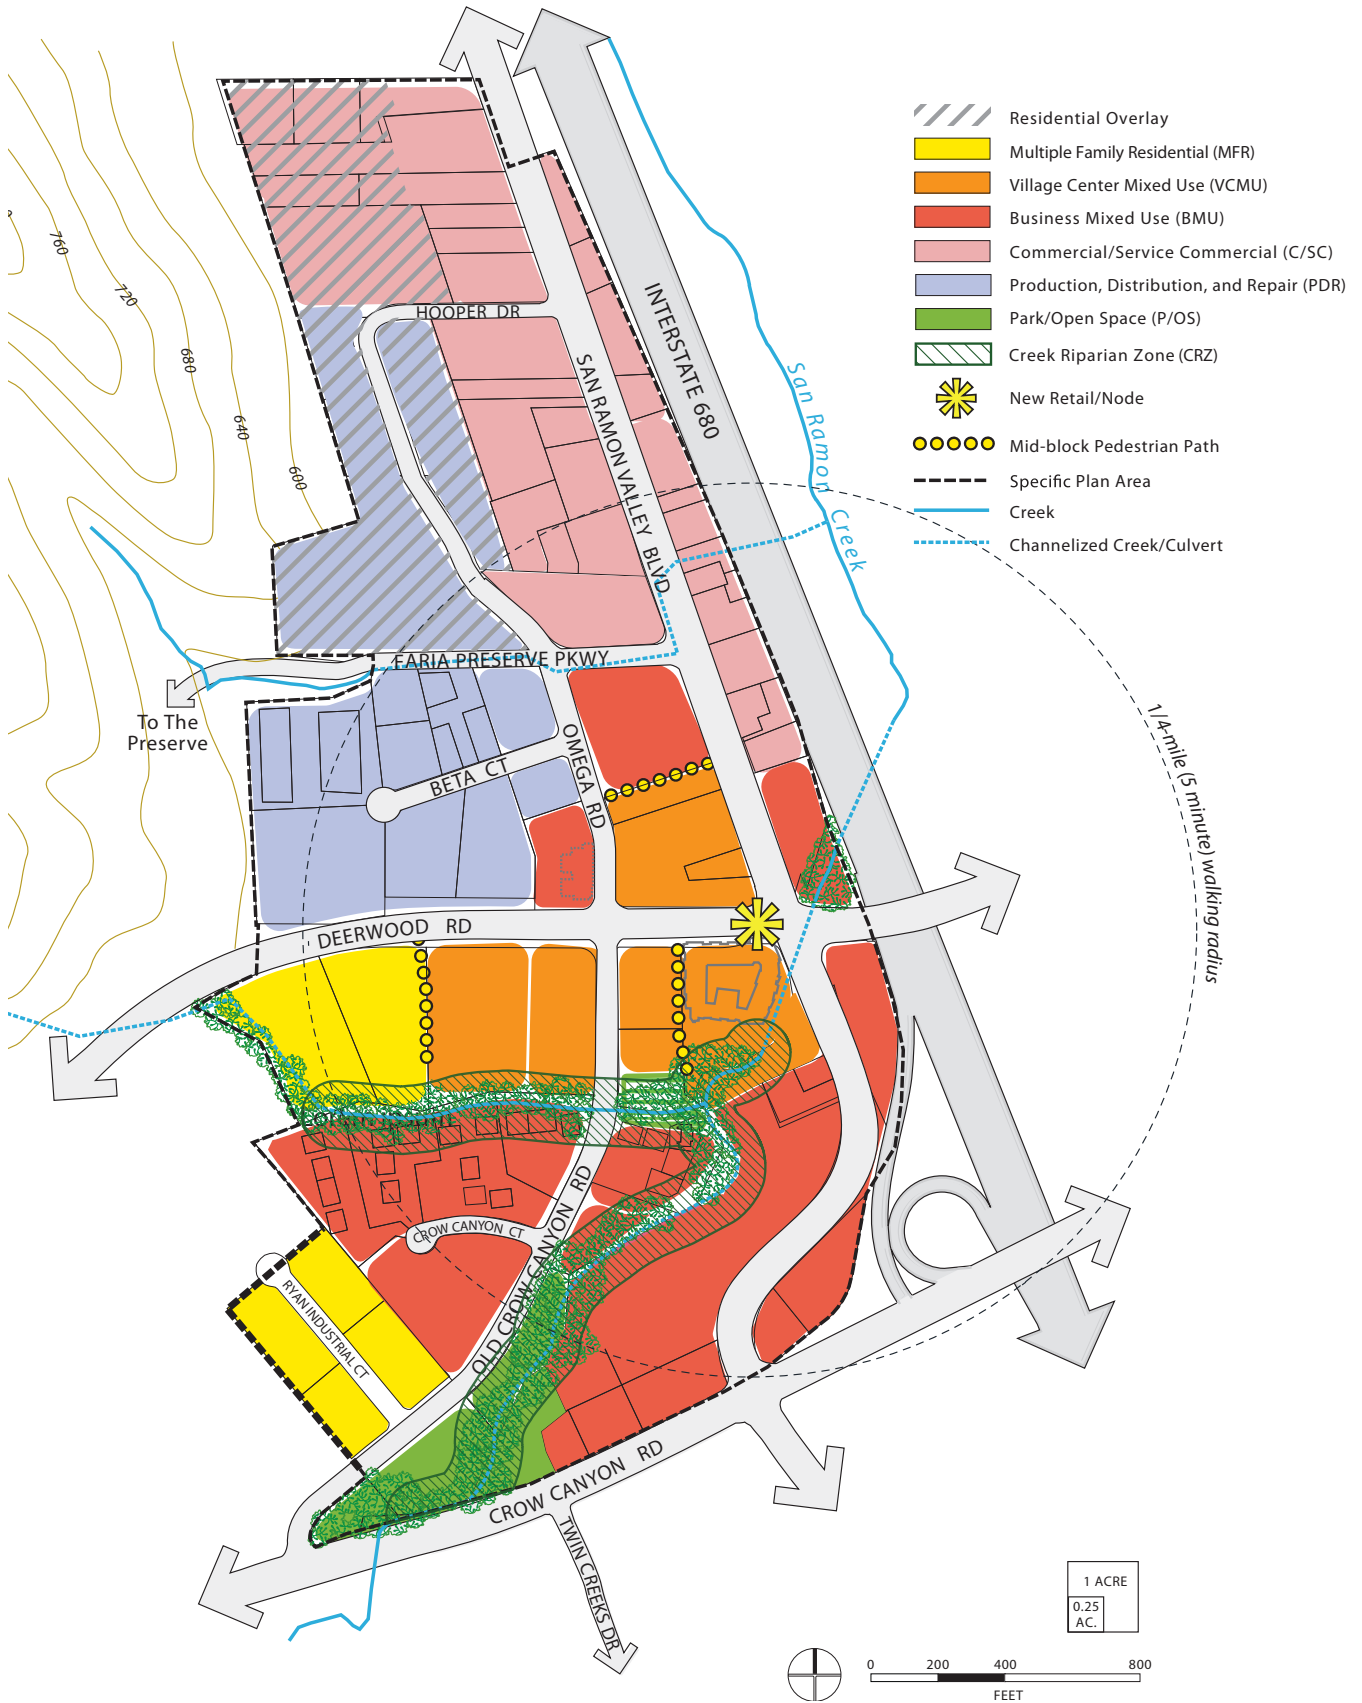 Residential Overlay
Multiple Family Residential (MFR)
Village Center Mixed Use (VCMU)
Business Mixed Use (BMU)
Commercial/Service Commercial (C/SC)
Production, Distribution, and Repair (PDR)
Park/Open Space (P/OS)
Creek Riparian Zone (CRZ)
New Retail/Node
Mid-block Pedestrian Path
Specific Plan Area
Creek
Channelized Creek/Culvert
760
720
680
640
600
HOOPER DR
INTERSTATE 680
SAN RAMON VALLEY BLVD
San Ramon Creek
FARIA PRESERVE PKWY
To The
Preserve
BETA CT
OMEGA RD
1/4-mile (5 minute) walking radius
DEERWOOD RD
CROW CANYON CT
OLD CROW CANYON RD
RYAN INDUSTRIAL CT
CROW CANYON RD
TWIN CREEKS DR
1 ACRE
0.25
AC.
0 200 400 800
FEET